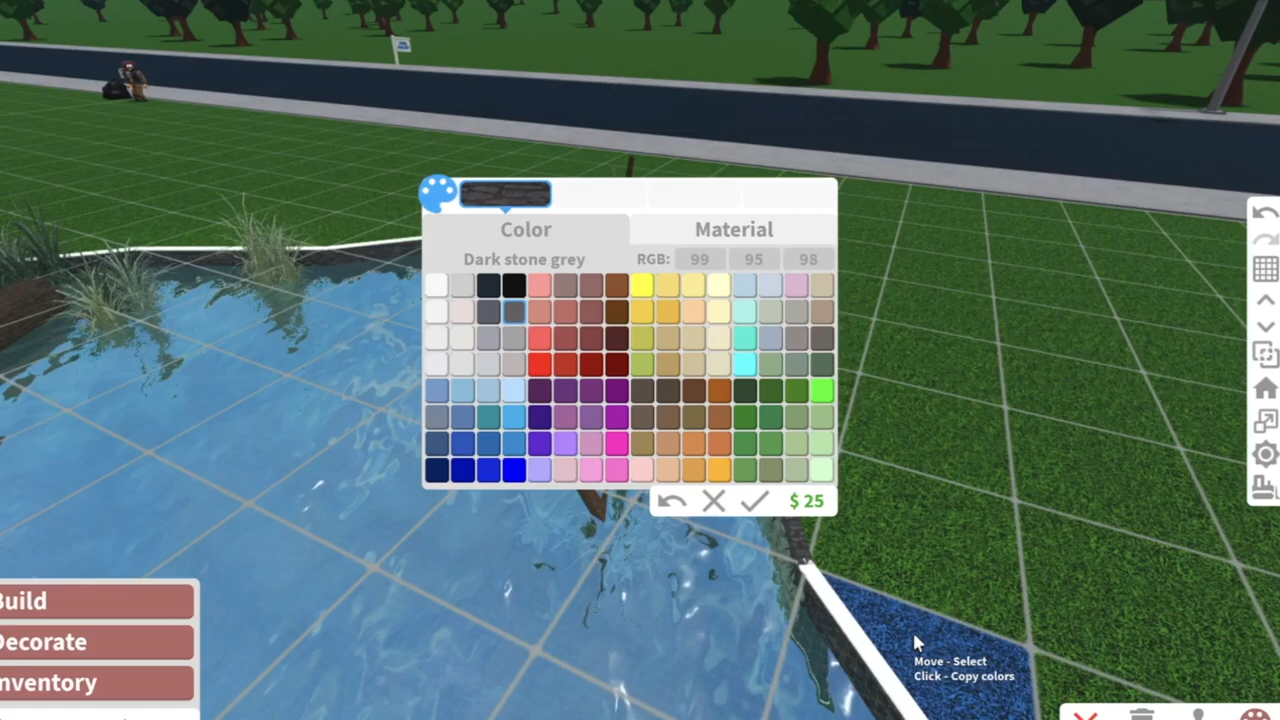 Color
Material
Dark stone grey
RGB: 99 95 98
$ 25
Build
Decorate
Inventory
Move - Select
Click - Copy colors